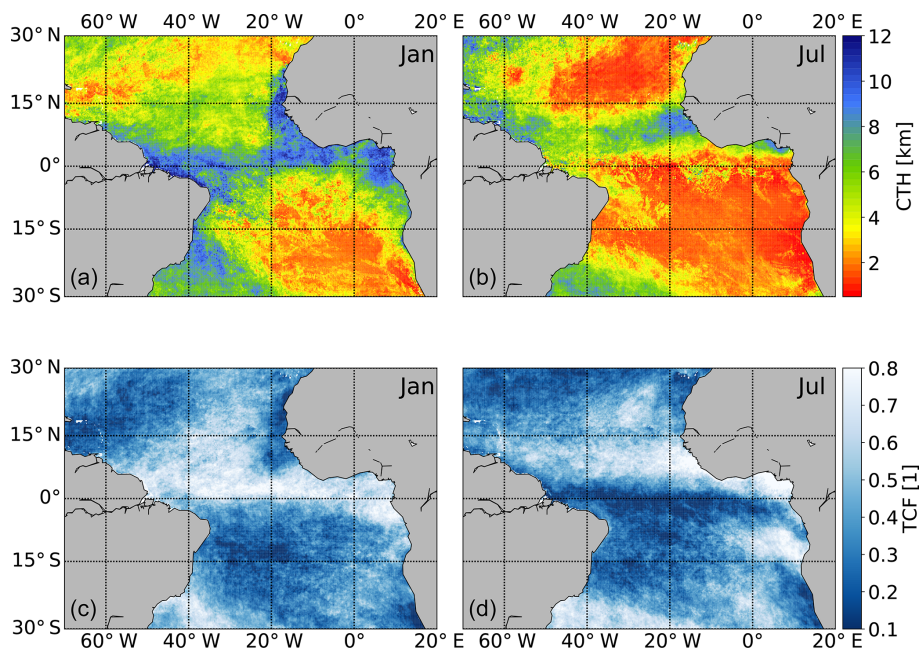 60° W 40° W 20° W 0° 20° E 60° W 40° W 20° W 0° 20° E
30° N Jan Jul 12
15° N 10
0° 8
15° S 6
30° S 4
(a) (b) 2
CTH [km]
30° N Jan Jul 0.8
15° N 0.7
0° 0.6
15° S 0.5
30° S 0.4
(c) (d) 0.3
0.2
0.1
TCF [1]
60° W 40° W 20° W 0° 20° E 60° W 40° W 20° W 0° 20° E